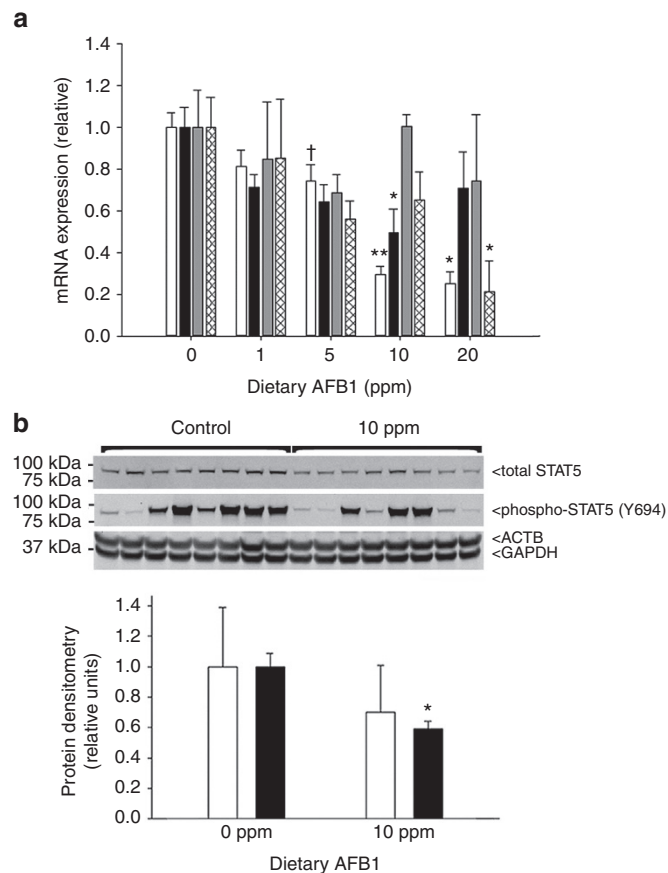 a
1.4
1.2
1.0
0.8
0.6
0.4
0.2
0.0
mRNA expression (relative)
†
**
*
*
*
0 1 5 10 20
Dietary AFB1 (ppm)
b
Control 10 ppm
100 kDa
75 kDa
<total STAT5
100 kDa
75 kDa
<phospho-STAT5 (Y694)
37 kDa
<ACTB
<GAPDH
1.4
1.2
1.0
0.8
0.6
0.4
0.2
0.0
Protein densitometry
(relative units)
*
0 ppm 10 ppm
Dietary AFB1